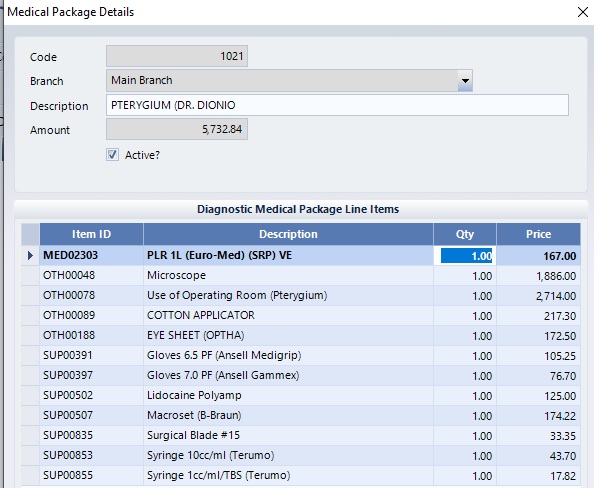 Medical Package Details
Code 1021
Branch Main Branch
Description PTERYGIUM (DR. DIONIO
Amount 5,732.84
Active?
Diagnostic Medical Package Line Items
Item ID Description Qty Price
MED02303 PLR 1L (Euro-Med) (SRP) VE 1.00 167.00
OTH00048 Microscope 1.00 1,886.00
OTH00078 Use of Operating Room (Pterygium) 1.00 2,714.00
OTH00089 COTTON APPLICATOR 1.00 217.30
OTH00188 EYE SHEET (OPTHA) 1.00 172.50
SUP00391 Gloves 6.5 PF (Ansell Medigrip) 1.00 105.25
SUP00397 Gloves 7.0 PF (Ansell Gammex) 1.00 76.70
SUP00502 Lidocaine Polyamp 1.00 125.00
SUP00507 Macroset (B-Braun) 1.00 174.22
SUP00835 Surgical Blade #15 1.00 33.35
SUP00853 Syringe 10cc/ml (Terumo) 1.00 43.70
SUP00855 Syringe 1cc/ml/TBS (Terumo) 1.00 17.82